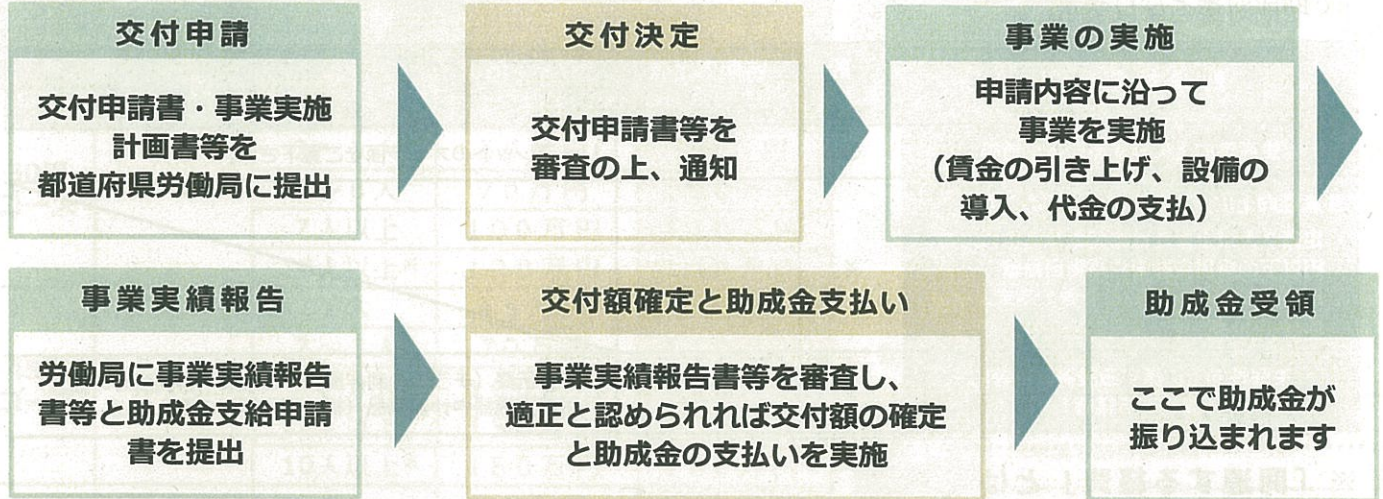 交付申請
交付申請書・事業実施
計画書等を
都道府県労働局に提出
交付決定
交付申請書等を
審査の上、通知
事業の実施
申請内容に沿って
事業を実施
（賃金の引き上げ、設備の
導入、代金の支払）
事業実績報告
労働局に事業実績報告
書等と助成金支給申請
書を提出
交付額確定と助成金支払い
事業実績報告書等を審査し、
適正と認められれば交付額の確定
と助成金の支払いを実施
助成金受領
ここで助成金が
振り込まれます